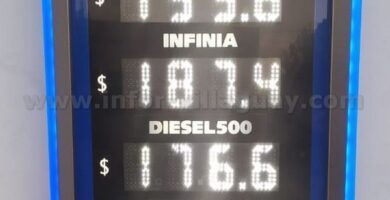 $
INFINIA
$ 187.4
DIESEL500
$ 176.6